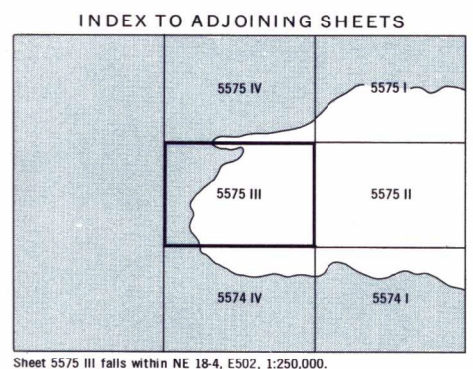 INDEX TO ADJOINING SHEETS
5575 IV
5575 I
5575 III
5575 II
5574 IV
5574 I
Sheet 5575 III falls within NE 18-4, E502, 1:250,000.